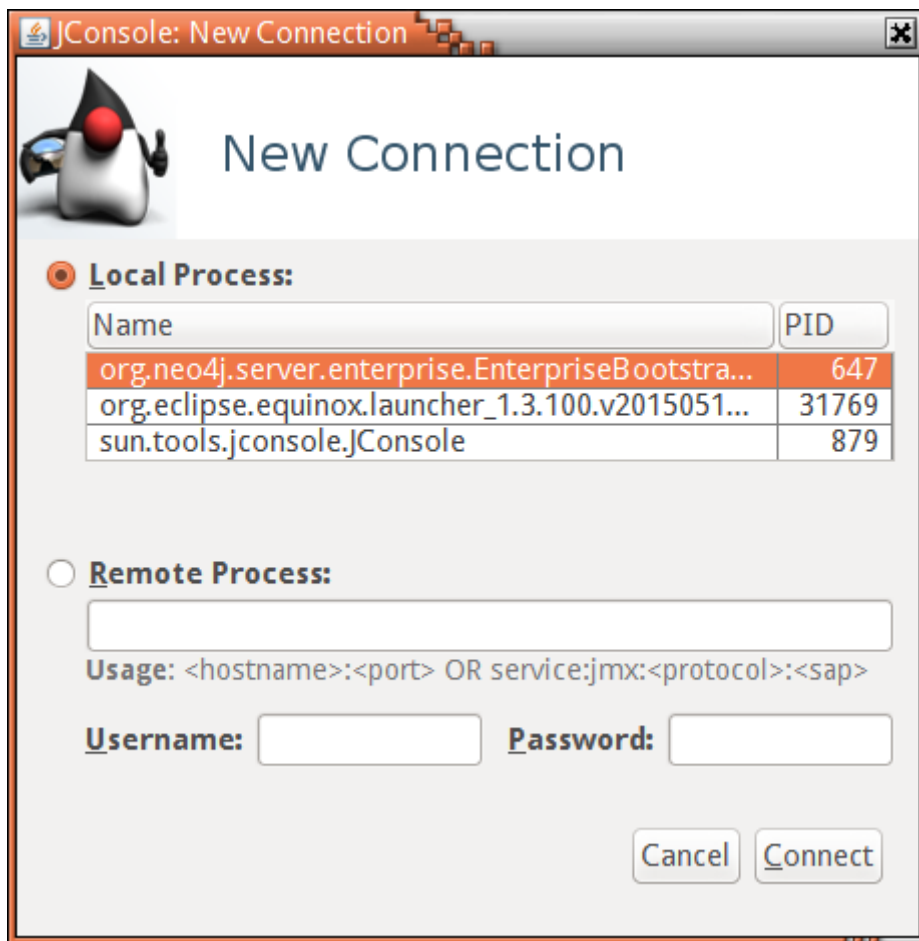 JConsole: New Connection
New Connection
Local Process:
Name PID
org.neo4j.server.enterprise.EnterpriseBootstra... 647
org.eclipse.equinox.launcher_1.3.100.v2015051... 31769
sun.tools.jconsole.JConsole 879
Remote Process:
Usage: <hostname>:<port> OR service:jmx:<protocol>:<sap>
Username: Password:
Cancel Connect